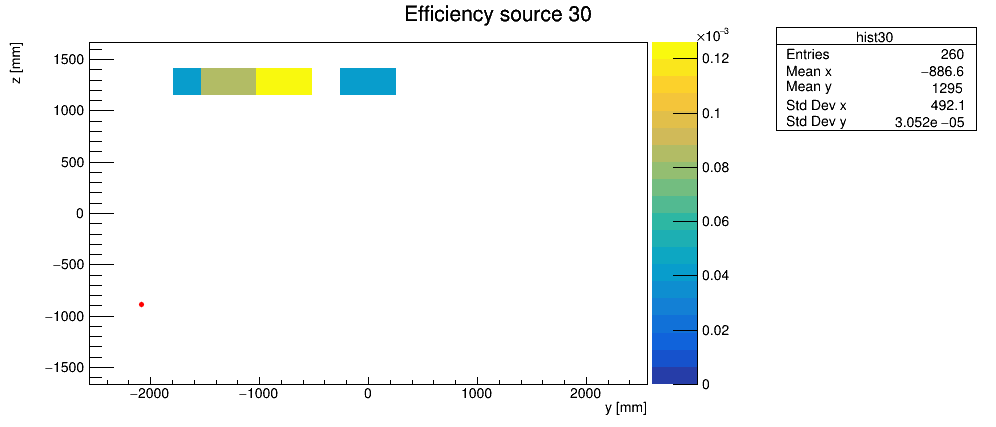 Efficiency source 30
z [mm]
1500
1000
500
0
−500
−1000
−1500
−2000 −1000 0 1000 2000
y [mm]
×10⁻³
0.12
0.1
0.08
0.06
0.04
0.02
0
hist30
Entries 260
Mean x −886.6
Mean y 1295
Std Dev x 492.1
Std Dev y 3.052e−05